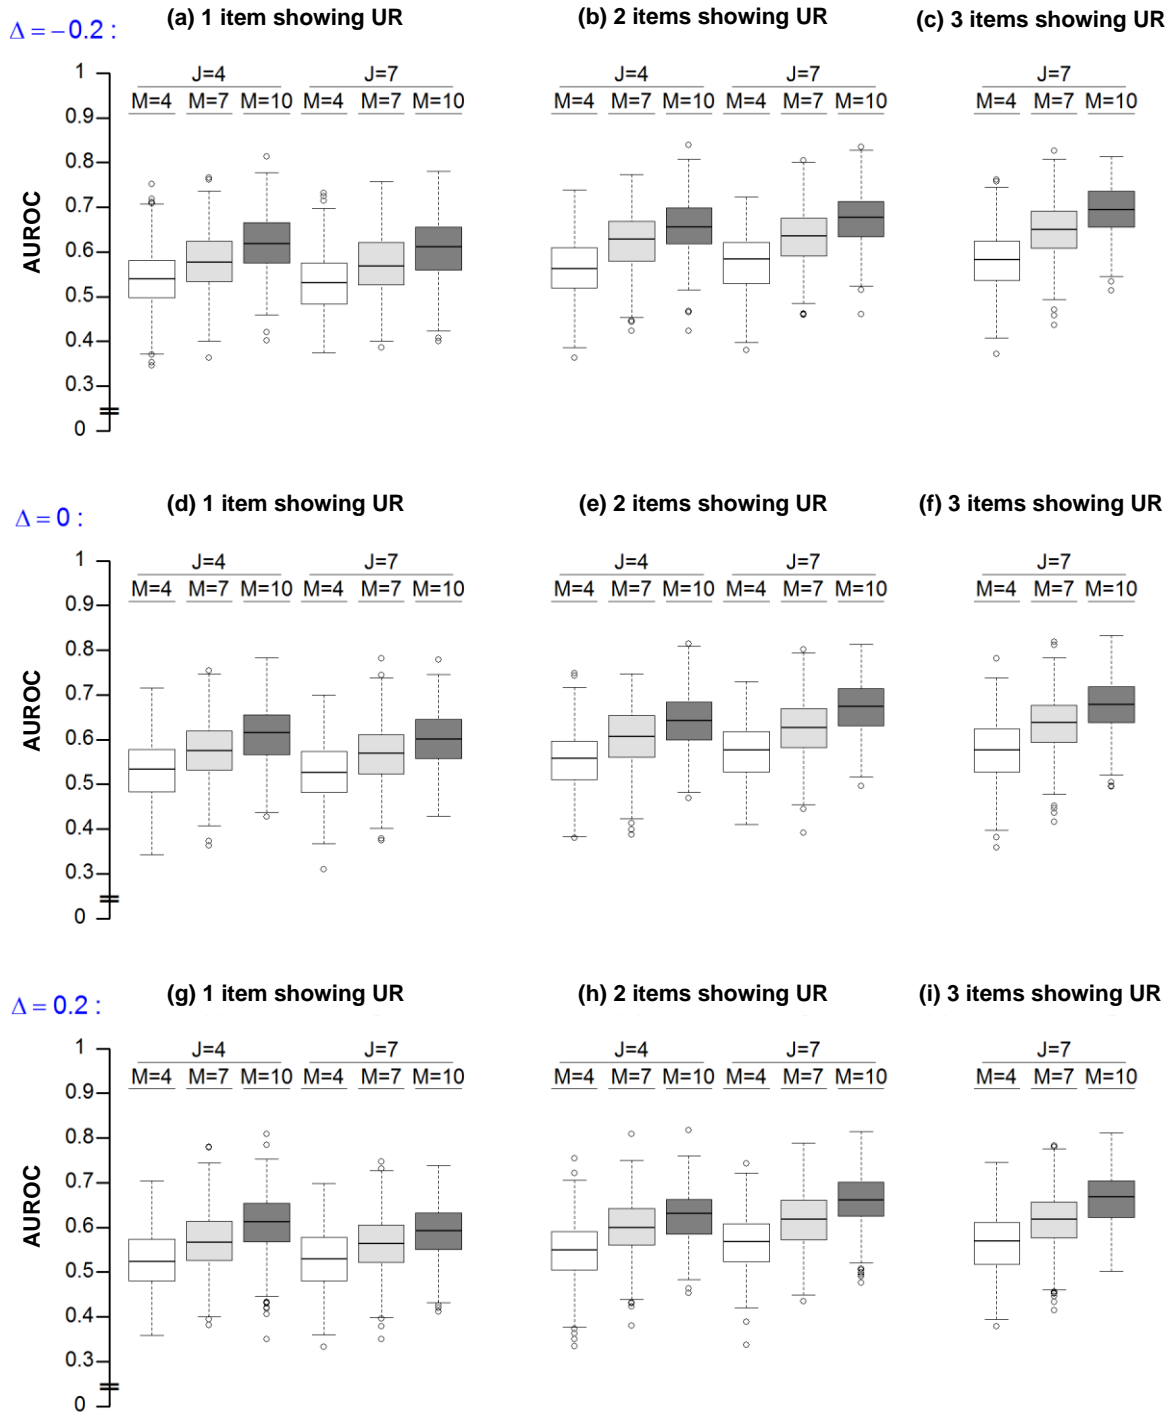 (a) 1 item showing UR (b) 2 items showing UR (c) 3 items showing UR
Δ = − 0.2 :
1 J=4 J=7 J=4 J=7 J=7
M=4 M=7 M=10 M=4 M=7 M=10 M=4 M=7 M=10 M=4 M=7 M=10 M=4 M=7 M=10
0.9
0.8
0.7
0.6
0.5
0.4
0.3
0
AUROC
(d) 1 item showing UR (e) 2 items showing UR (f) 3 items showing UR
Δ = 0 :
1 J=4 J=7 J=4 J=7 J=7
M=4 M=7 M=10 M=4 M=7 M=10 M=4 M=7 M=10 M=4 M=7 M=10 M=4 M=7 M=10
0.9
0.8
0.7
0.6
0.5
0.4
0.3
0
AUROC
(g) 1 item showing UR (h) 2 items showing UR (i) 3 items showing UR
Δ = 0.2 :
1 J=4 J=7 J=4 J=7 J=7
M=4 M=7 M=10 M=4 M=7 M=10 M=4 M=7 M=10 M=4 M=7 M=10 M=4 M=7 M=10
0.9
0.8
0.7
0.6
0.5
0.4
0.3
0
AUROC